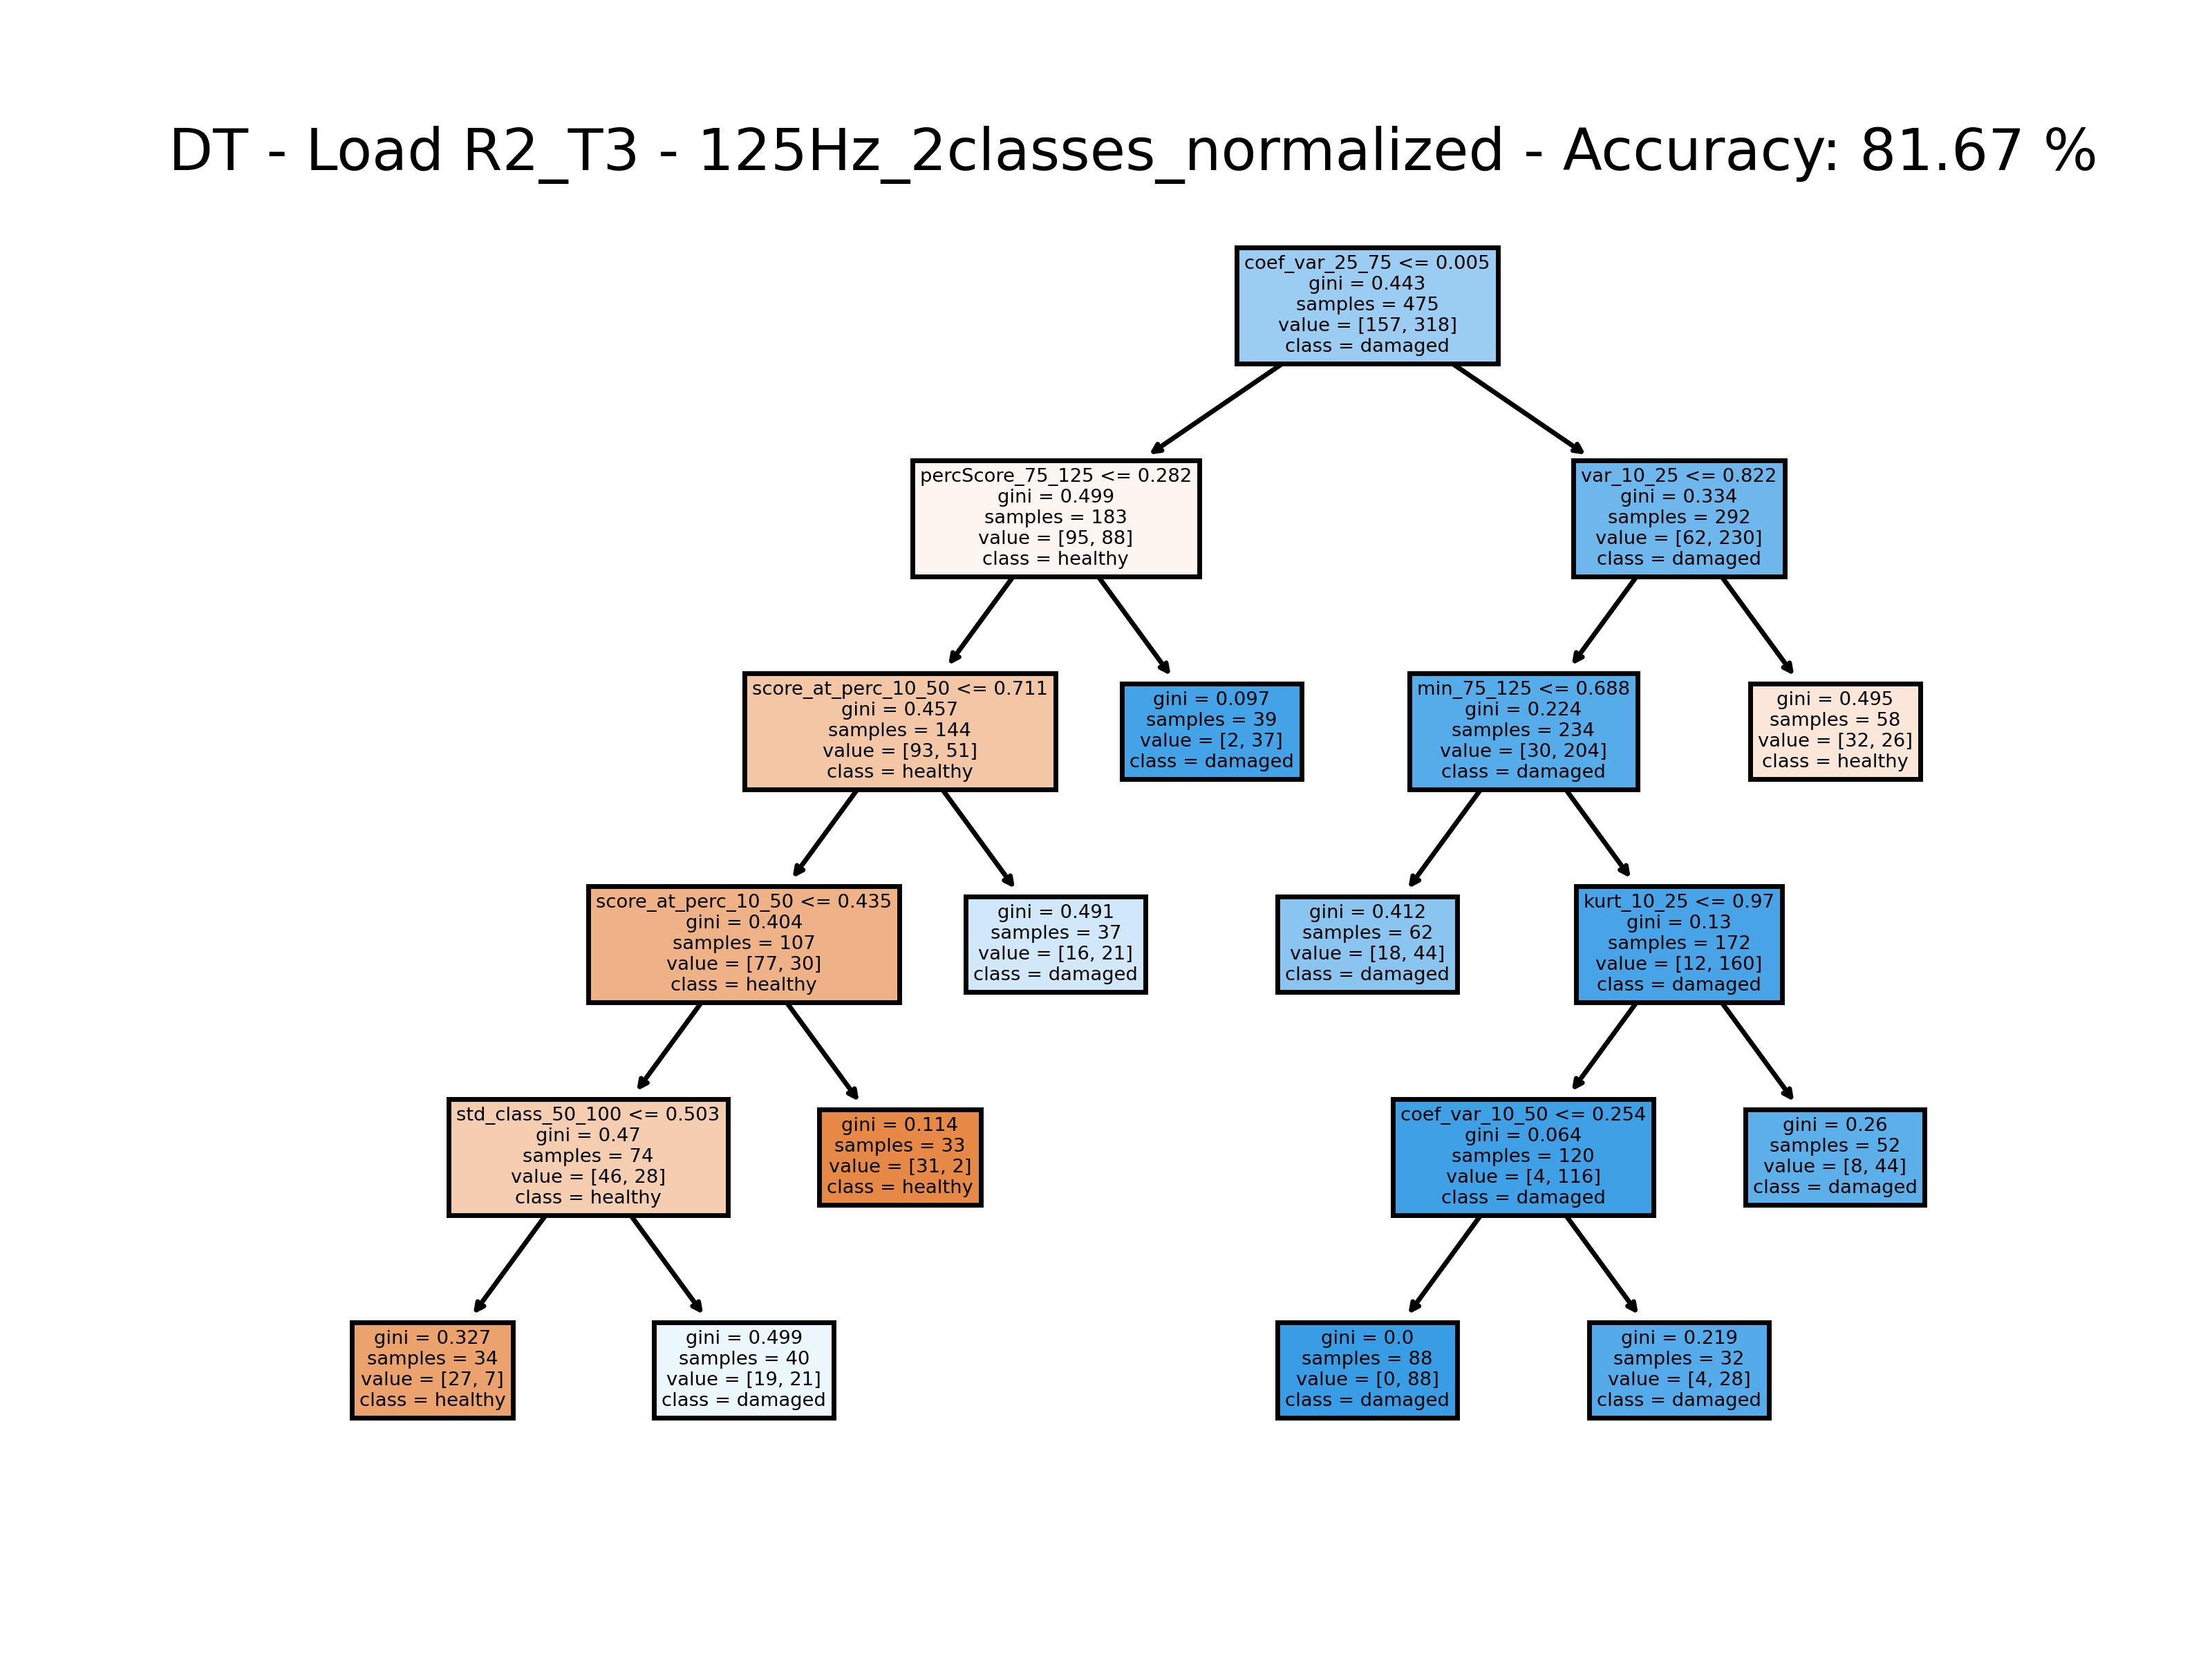 DT - Load R2_T3 - 125Hz_2classes_normalized - Accuracy: 81.67 %
coef_var_25_75 <= 0.005
gini = 0.443
samples = 475
value = [157, 318]
class = damaged
percScore_75_125 <= 0.282
gini = 0.499
samples = 183
value = [95, 88]
class = healthy
var_10_25 <= 0.822
gini = 0.334
samples = 292
value = [62, 230]
class = damaged
score_at_perc_10_50 <= 0.711
gini = 0.457
samples = 144
value = [93, 51]
class = healthy
gini = 0.097
samples = 39
value = [2, 37]
class = damaged
min_75_125 <= 0.688
gini = 0.224
samples = 234
value = [30, 204]
class = damaged
gini = 0.495
samples = 58
value = [32, 26]
class = healthy
score_at_perc_10_50 <= 0.435
gini = 0.404
samples = 107
value = [77, 30]
class = healthy
gini = 0.491
samples = 37
value = [16, 21]
class = damaged
gini = 0.412
samples = 62
value = [18, 44]
class = damaged
kurt_10_25 <= 0.97
gini = 0.13
samples = 172
value = [12, 160]
class = damaged
std_class_50_100 <= 0.503
gini = 0.47
samples = 74
value = [46, 28]
class = healthy
gini = 0.114
samples = 33
value = [31, 2]
class = healthy
coef_var_10_50 <= 0.254
gini = 0.064
samples = 120
value = [4, 116]
class = damaged
gini = 0.26
samples = 52
value = [8, 44]
class = damaged
gini = 0.327
samples = 34
value = [27, 7]
class = healthy
gini = 0.499
samples = 40
value = [19, 21]
class = damaged
gini = 0.0
samples = 88
value = [0, 88]
class = damaged
gini = 0.219
samples = 32
value = [4, 28]
class = damaged